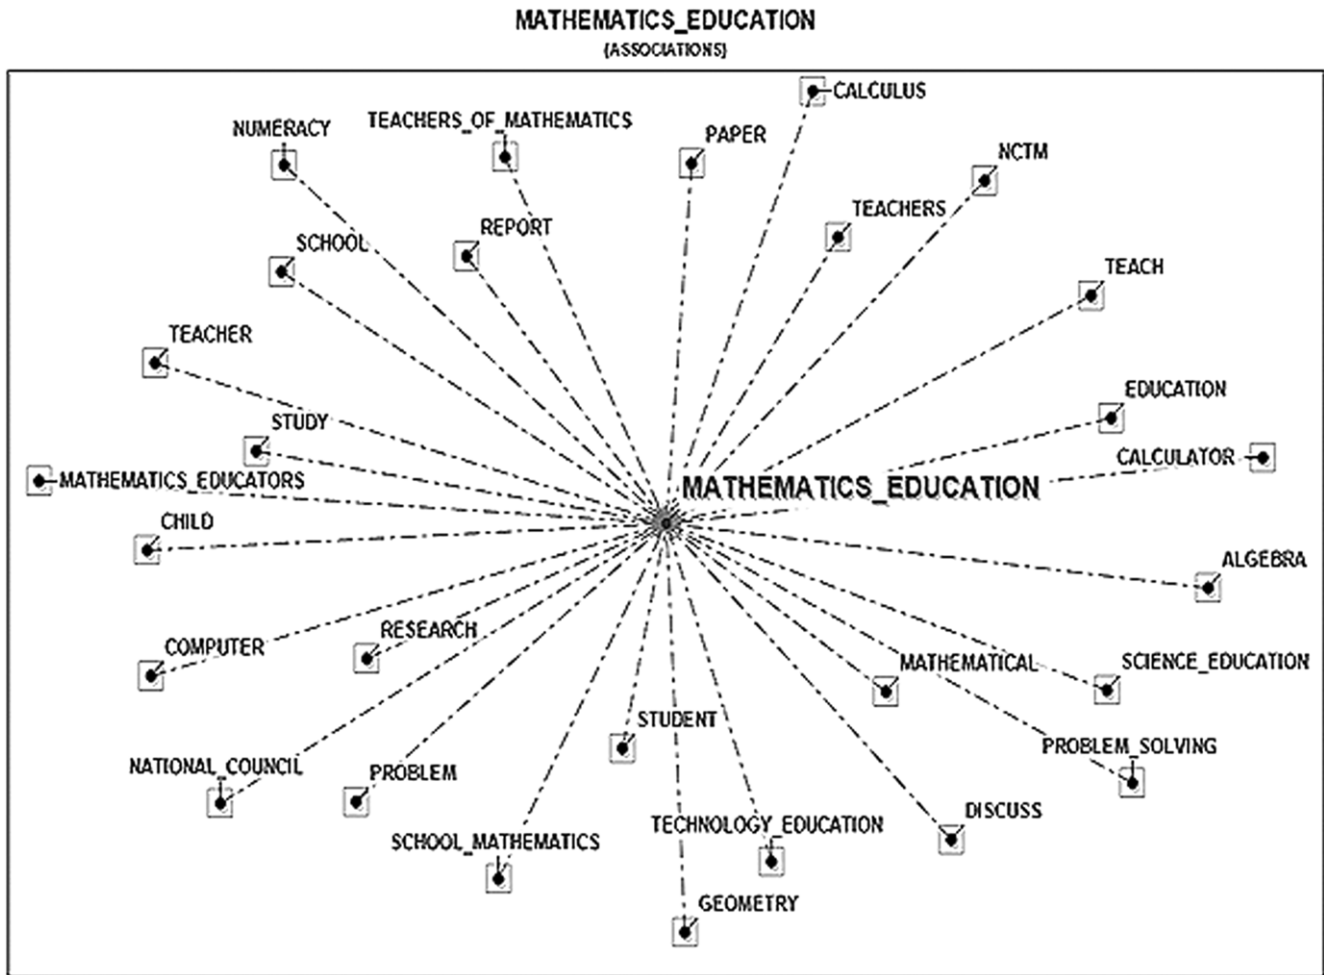 MATHEMATICS_EDUCATION
(ASSOCIATIONS)
CALCULUS
TEACHERS_OF_MATHEMATICS
NUMERACY
PAPER
NCTM
TEACHERS
REPORT
SCHOOL
TEACH
TEACHER
EDUCATION
STUDY
CALCULATOR
MATHEMATICS_EDUCATORS
MATHEMATICS_EDUCATION
CHILD
ALGEBRA
RESEARCH
COMPUTER
MATHEMATICAL
SCIENCE_EDUCATION
STUDENT
PROBLEM_SOLVING
NATIONAL_COUNCIL
PROBLEM
DISCUSS
TECHNOLOGY_EDUCATION
SCHOOL_MATHEMATICS
GEOMETRY